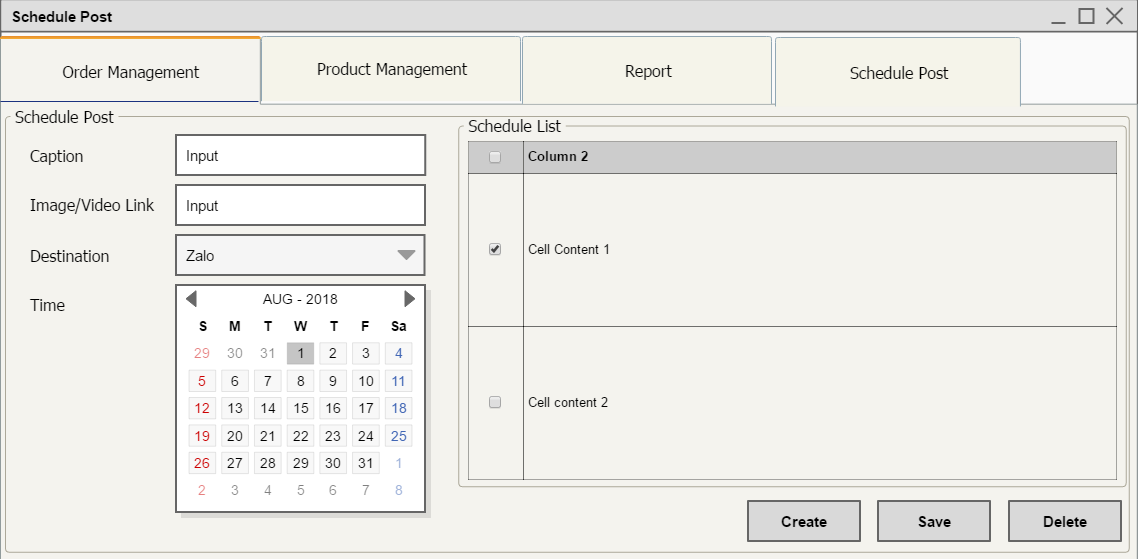 Schedule Post
Order Management Product Management Report Schedule Post
Schedule Post
Caption Input
Image/Video Link Input
Destination Zalo
Time
AUG - 2018
S M T W T F Sa
29 30 31 1 2 3 4
5 6 7 8 9 10 11
12 13 14 15 16 17 18
19 20 21 22 23 24 25
26 27 28 29 30 31 1
2 3 4 5 6 7 8
Schedule List
Column 2
Cell Content 1
Cell content 2
Create Save Delete